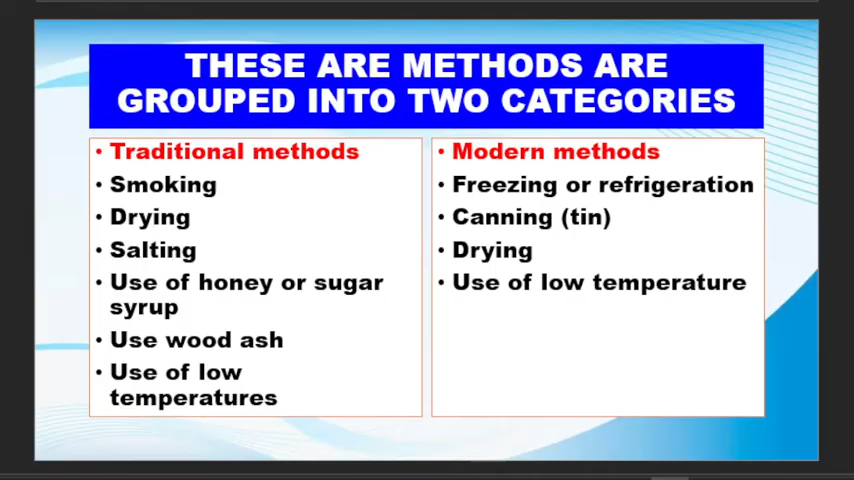 THESE ARE METHODS ARE
GROUPED INTO TWO CATEGORIES
• Traditional methods
• Smoking
• Drying
• Salting
• Use of honey or sugar
syrup
• Use wood ash
• Use of low
temperatures
• Modern methods
• Freezing or refrigeration
• Canning (tin)
• Drying
• Use of low temperature